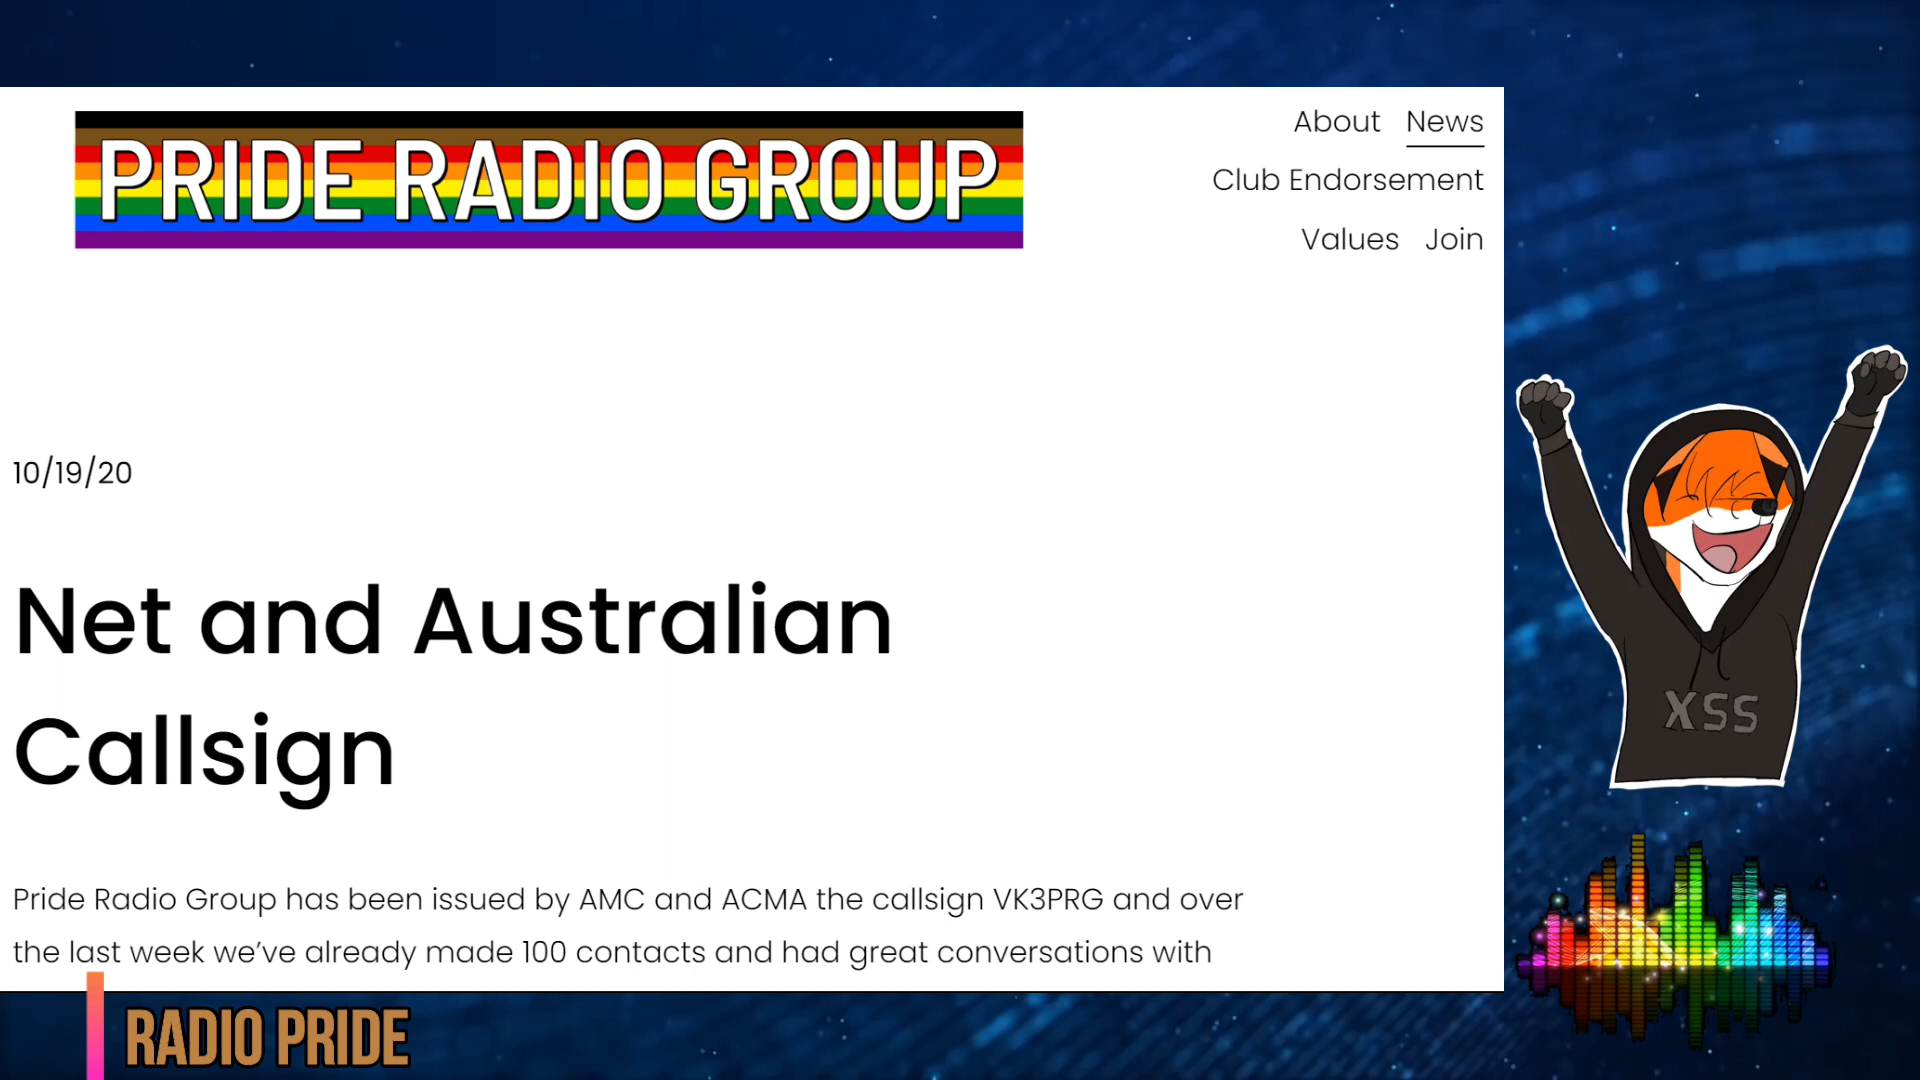 PRIDE RADIO GROUP
About News
Club Endorsement
Values Join
10/19/20
Net and Australian
Callsign
Pride Radio Group has been issued by AMC and ACMA the callsign VK3PRG and over
the last week we’ve already made 100 contacts and had great conversations with
XSS
RADIO PRIDE